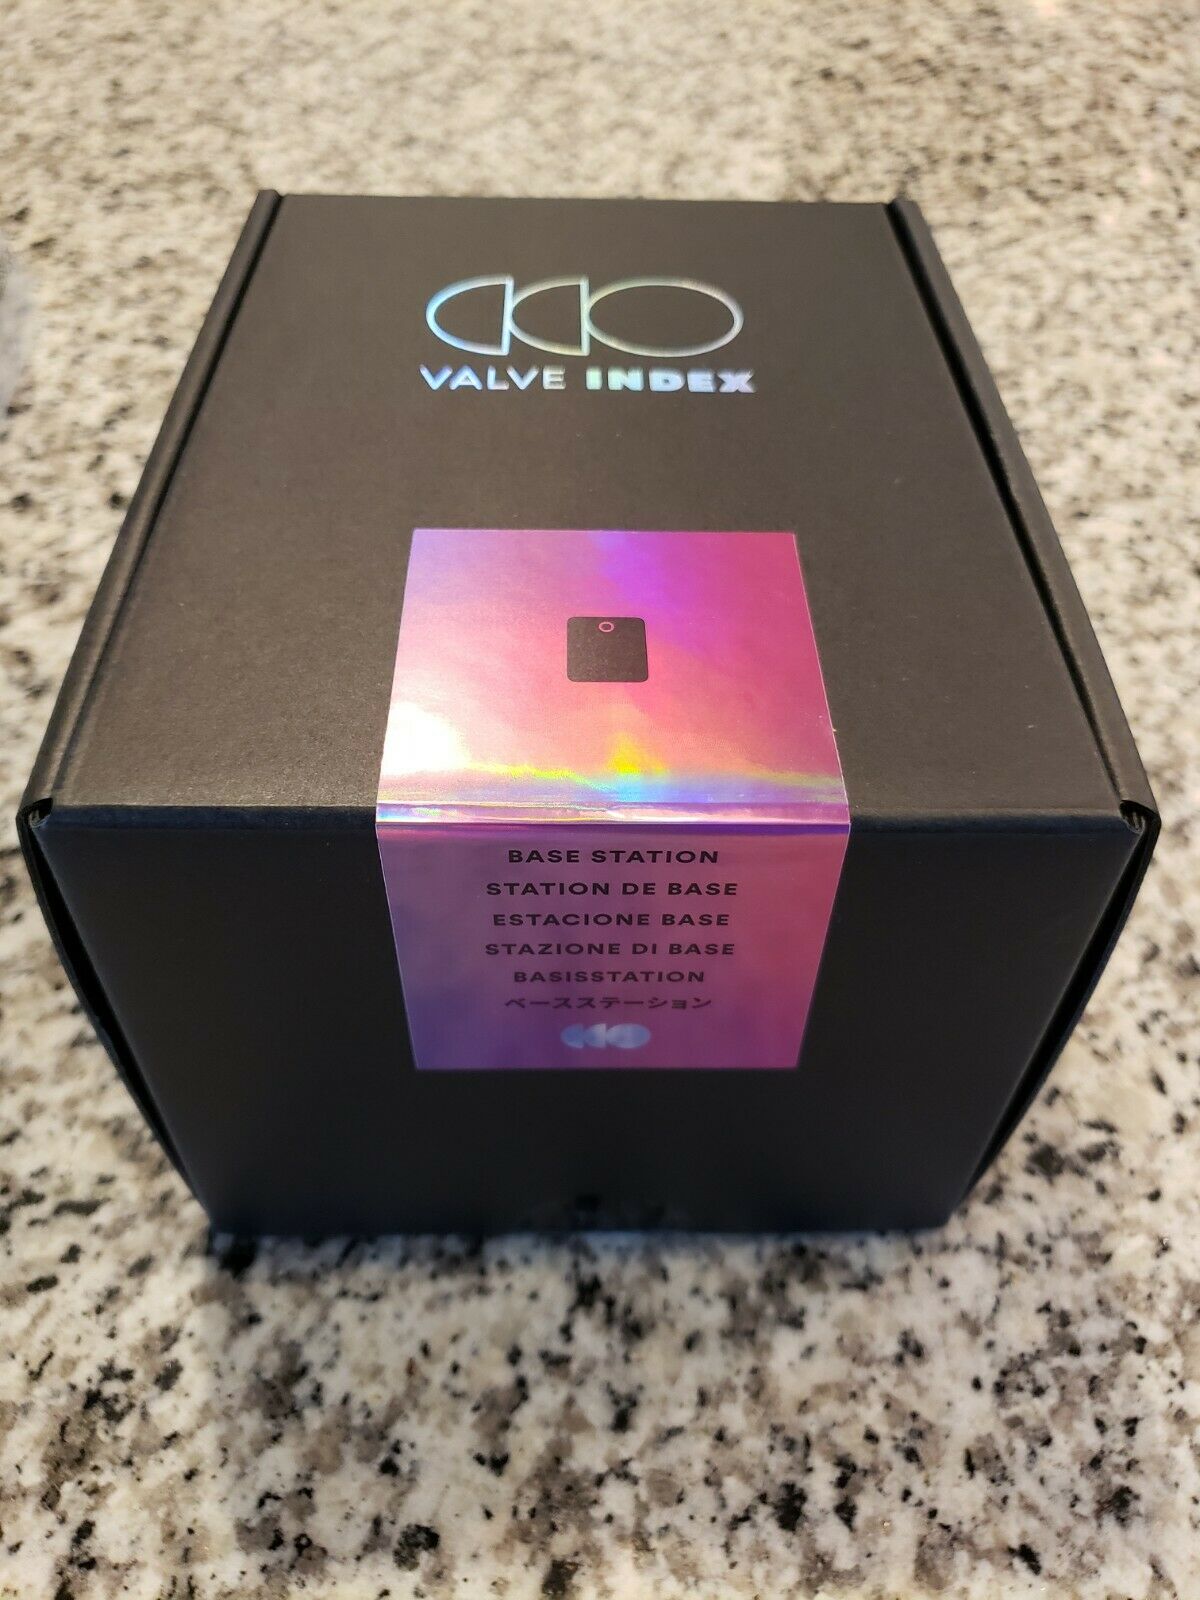 VALVE INDEX
BASE STATION
STATION DE BASE
ESTACIONE BASE
STAZIONE DI BASE
BASISSTATION
ベースステーション